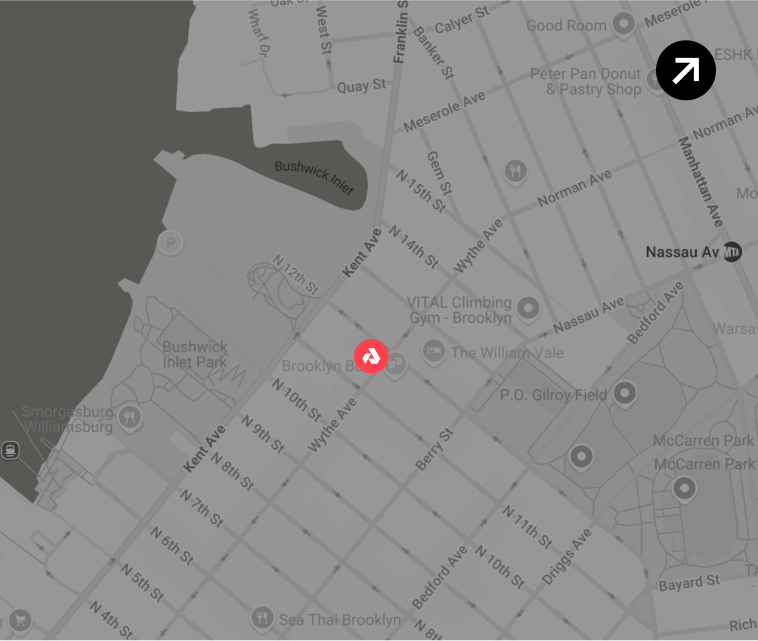 Oak St
Wharf Dr
West St
Franklin S
Banker St
Calyer St
Good Room
Meserole
ESHK
Quay St
Peter Pan Donut
& Pastry Shop
Meserole Ave
Norman Av
Manhattan Ave
Bushwick Inlet
Gem St
N 15th St
Norman Ave
Mo
P
N 14th St
Wythe Ave
Kent Ave
Nassau Av
MTA
N 12th St
VITAL Climbing
Gym - Brooklyn
Nassau Ave
Bedford Ave
Warsaw
Bushwick
Inlet Park
Brooklyn Bo
The William Vale
P.O. Gilroy Field
N 10th St
Smorgasburg
Williamsburg
Wythe Ave
N 9th St
Kent Ave
Berry St
McCarren Park
McCarren Park
N 8th St
N 7th St
N 11th St
N 6th St
Driggs Ave
N 10th St
Bedford Ave
N 5th St
Bayard St
N 4th St
Sea Thai Brooklyn
N 8th
Rich